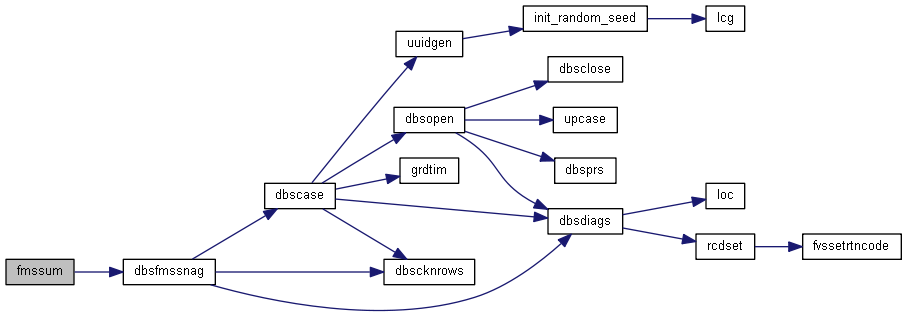 fmssum
dbsfmssnag
dbscase
uuidgen
init_random_seed
lcg
dbsopen
dbsclose
upcase
dbsprs
grdtim
dbsdiags
loc
rcdset
fvssetrtncode
dbscknrows